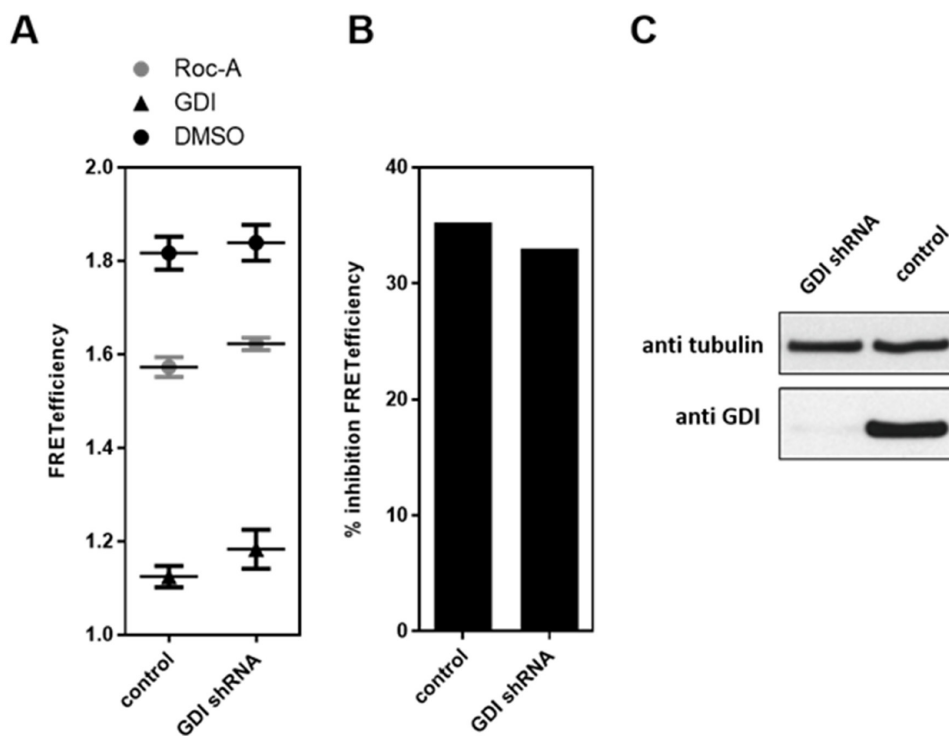 A
Roc-A
GDI
DMSO
2.0
1.8
1.6
1.4
1.2
1.0
FRETefficiency
control
GDI shRNA
B
40
30
20
10
0
% inhibition FRETefficiency
control
GDI shRNA
C
GDI shRNA
control
anti tubulin
anti GDI